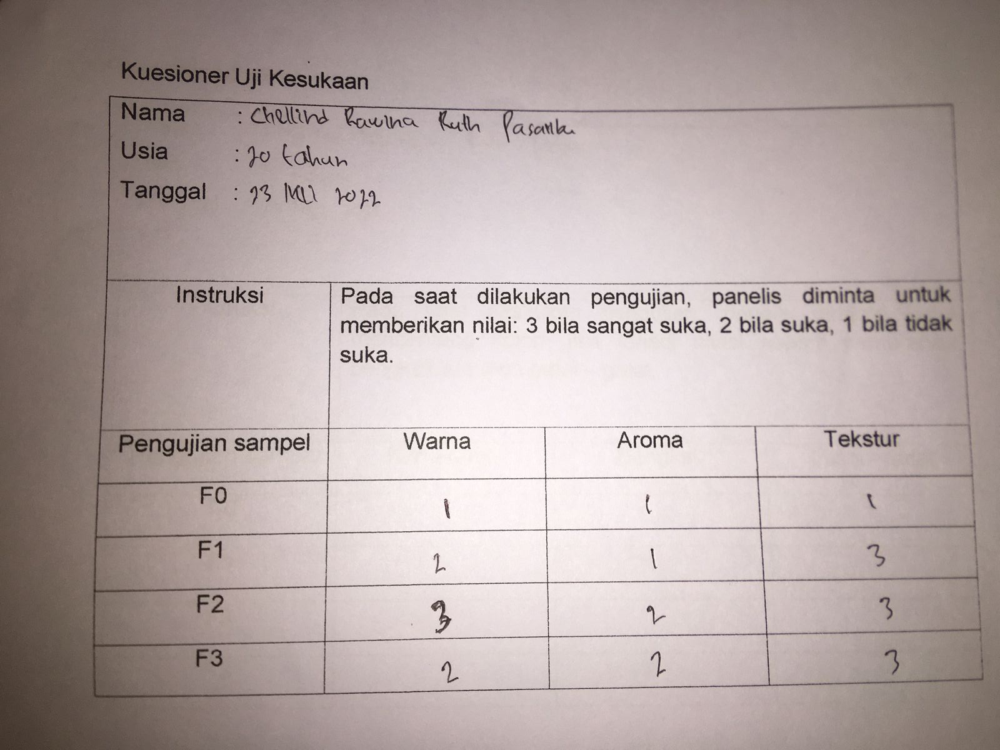 Kuesioner Uji Kesukaan
Nama : Chellind Ruth
Usia : 20 tahun
Tanggal : 23 Mei 2022
Instruksi
Pada saat dilakukan pengujian, panelis diminta untuk
memberikan nilai: 3 bila sangat suka, 2 bila suka, 1 bila tidak
suka.
Pengujian sampel Warna Aroma Tekstur
F0 1 1 1
F1 2 1 3
F2 3 2 3
F3 2 2 3